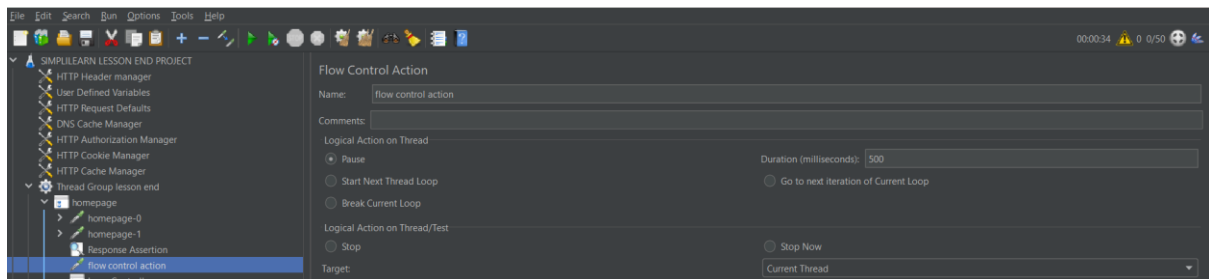 File Edit Search Run Options Tools Help
00:00:34 0 0/50
SIMPLILEARN LESSON END PROJECT
HTTP Header manager
User Defined Variables
HTTP Request Defaults
DNS Cache Manager
HTTP Authorization Manager
HTTP Cookie Manager
HTTP Cache Manager
Thread Group lesson end
homepage
homepage-0
homepage-1
Response Assertion
flow control action
Flow Control Action
Name: flow control action
Comments:
Logical Action on Thread
Pause Duration (milliseconds): 500
Start Next Thread Loop Go to next iteration of Current Loop
Break Current Loop
Logical Action on Thread/Test
Stop Stop Now
Target: Current Thread